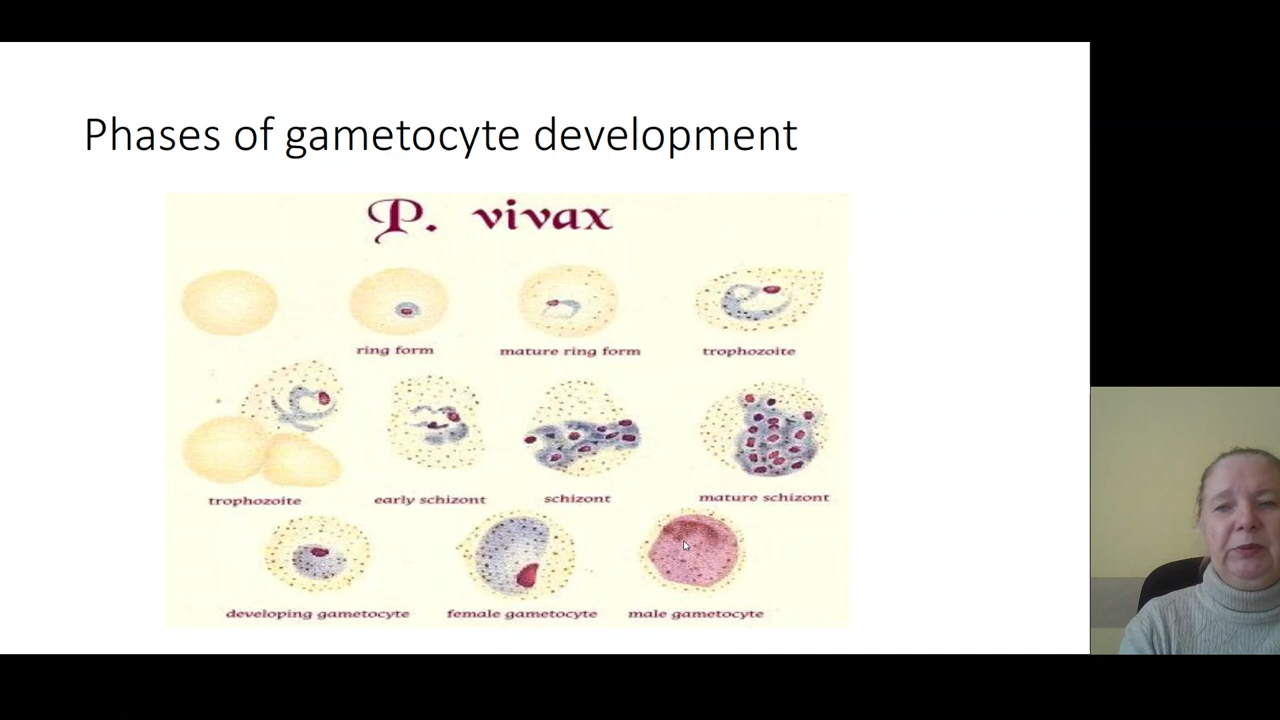 Phases of gametocyte development
P. vivax
ring form mature ring form trophozoite
trophozoite early schizont schizont mature schizont
developing gametocyte female gametocyte male gametocyte